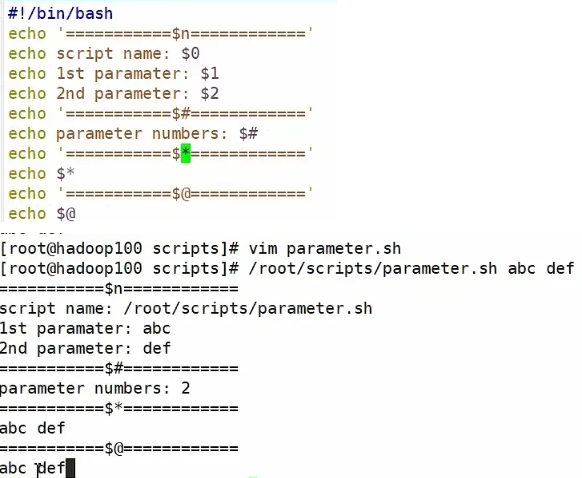 #!/bin/bash
echo '===========$n============'
echo script name: $0
echo 1st paramater: $1
echo 2nd parameter: $2
echo '===========$#============'
echo parameter numbers: $#
echo '===========$*============'
echo $*
echo '===========$@============'
echo $@
[root@hadoop100 scripts]# vim parameter.sh
[root@hadoop100 scripts]# /root/scripts/parameter.sh abc def
===========$n============
script name: /root/scripts/parameter.sh
1st paramater: abc
2nd parameter: def
===========$#============
parameter numbers: 2
===========$*============
abc def
===========$@============
abc def